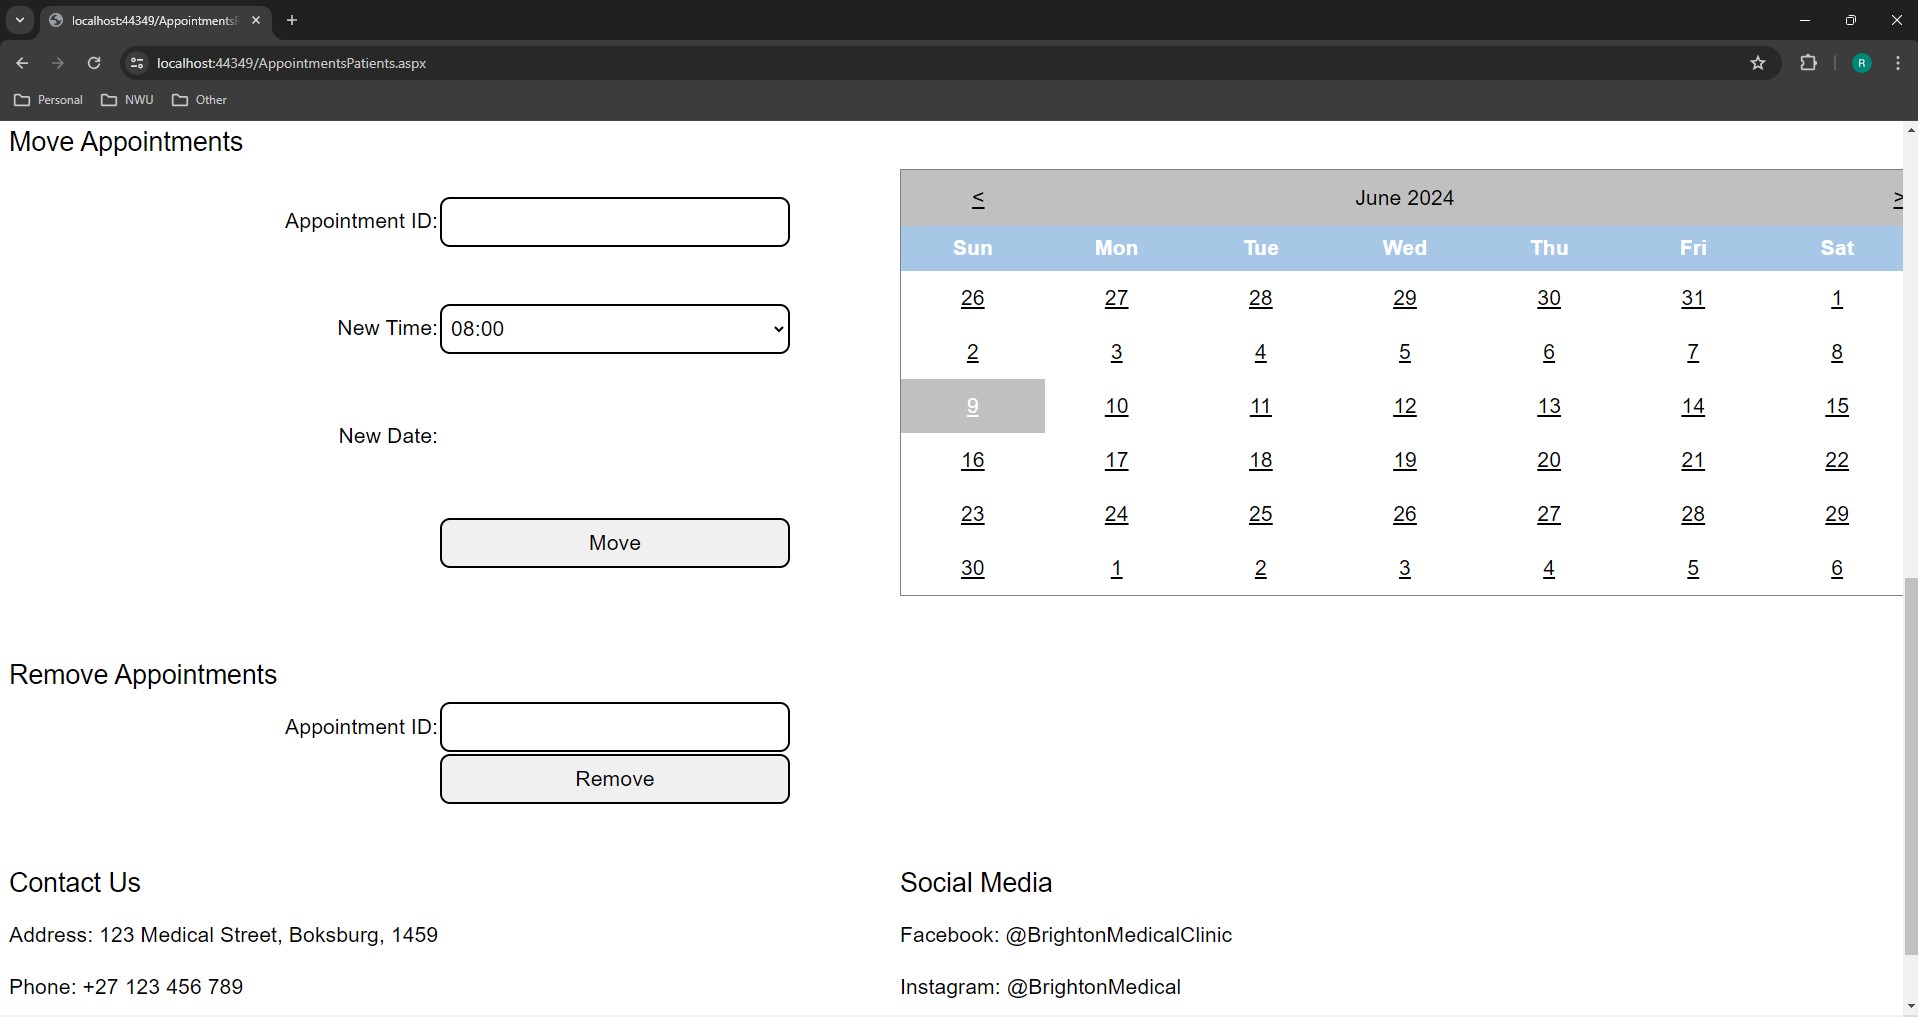 localhost:44349/Appointments
localhost:44349/AppointmentsPatients.aspx
R
Personal NWU Other
Move Appointments
Appointment ID:
New Time: 08:00
New Date:
Move
< June 2024 >
Sun Mon Tue Wed Thu Fri Sat
26 27 28 29 30 31 1
2 3 4 5 6 7 8
9 10 11 12 13 14 15
16 17 18 19 20 21 22
23 24 25 26 27 28 29
30 1 2 3 4 5 6
Remove Appointments
Appointment ID:
Remove
Contact Us
Address: 123 Medical Street, Boksburg, 1459
Phone: +27 123 456 789
Social Media
Facebook: @BrightonMedicalClinic
Instagram: @BrightonMedical